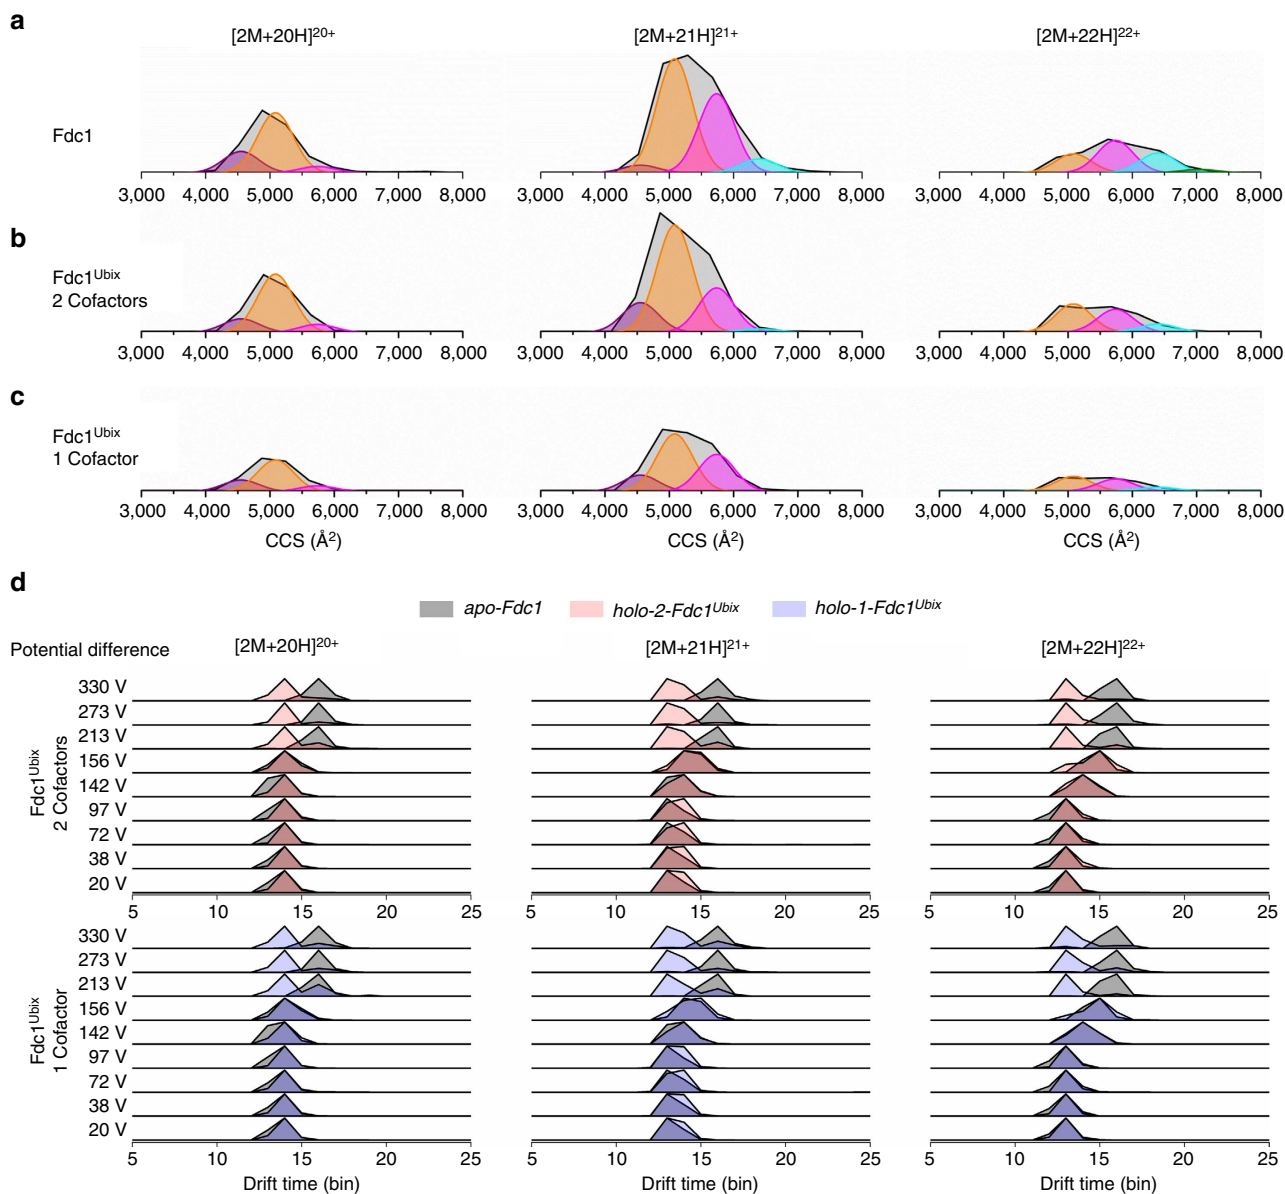 a
[2M+20H]20+ [2M+21H]21+ [2M+22H]22+
Fdc1
3,000 4,000 5,000 6,000 7,000 8,000 3,000 4,000 5,000 6,000 7,000 8,000 3,000 4,000 5,000 6,000 7,000 8,000
b
Fdc1Ubix
2 Cofactors
3,000 4,000 5,000 6,000 7,000 8,000 3,000 4,000 5,000 6,000 7,000 8,000 3,000 4,000 5,000 6,000 7,000 8,000
c
Fdc1Ubix
1 Cofactor
3,000 4,000 5,000 6,000 7,000 8,000 3,000 4,000 5,000 6,000 7,000 8,000 3,000 4,000 5,000 6,000 7,000 8,000
CCS (Å2) CCS (Å2) CCS (Å2)
d
apo-Fdc1 holo-2-Fdc1Ubix holo-1-Fdc1Ubix
Potential difference [2M+20H]20+ [2M+21H]21+ [2M+22H]22+
Fdc1Ubix
2 Cofactors
330 V
273 V
213 V
156 V
142 V
97 V
72 V
38 V
20 V
5 10 15 20 25 5 10 15 20 25 5 10 15 20 25
Fdc1Ubix
1 Cofactor
330 V
273 V
213 V
156 V
142 V
97 V
72 V
38 V
20 V
5 10 15 20 25 5 10 15 20 25 5 10 15 20 25
Drift time (bin) Drift time (bin) Drift time (bin)